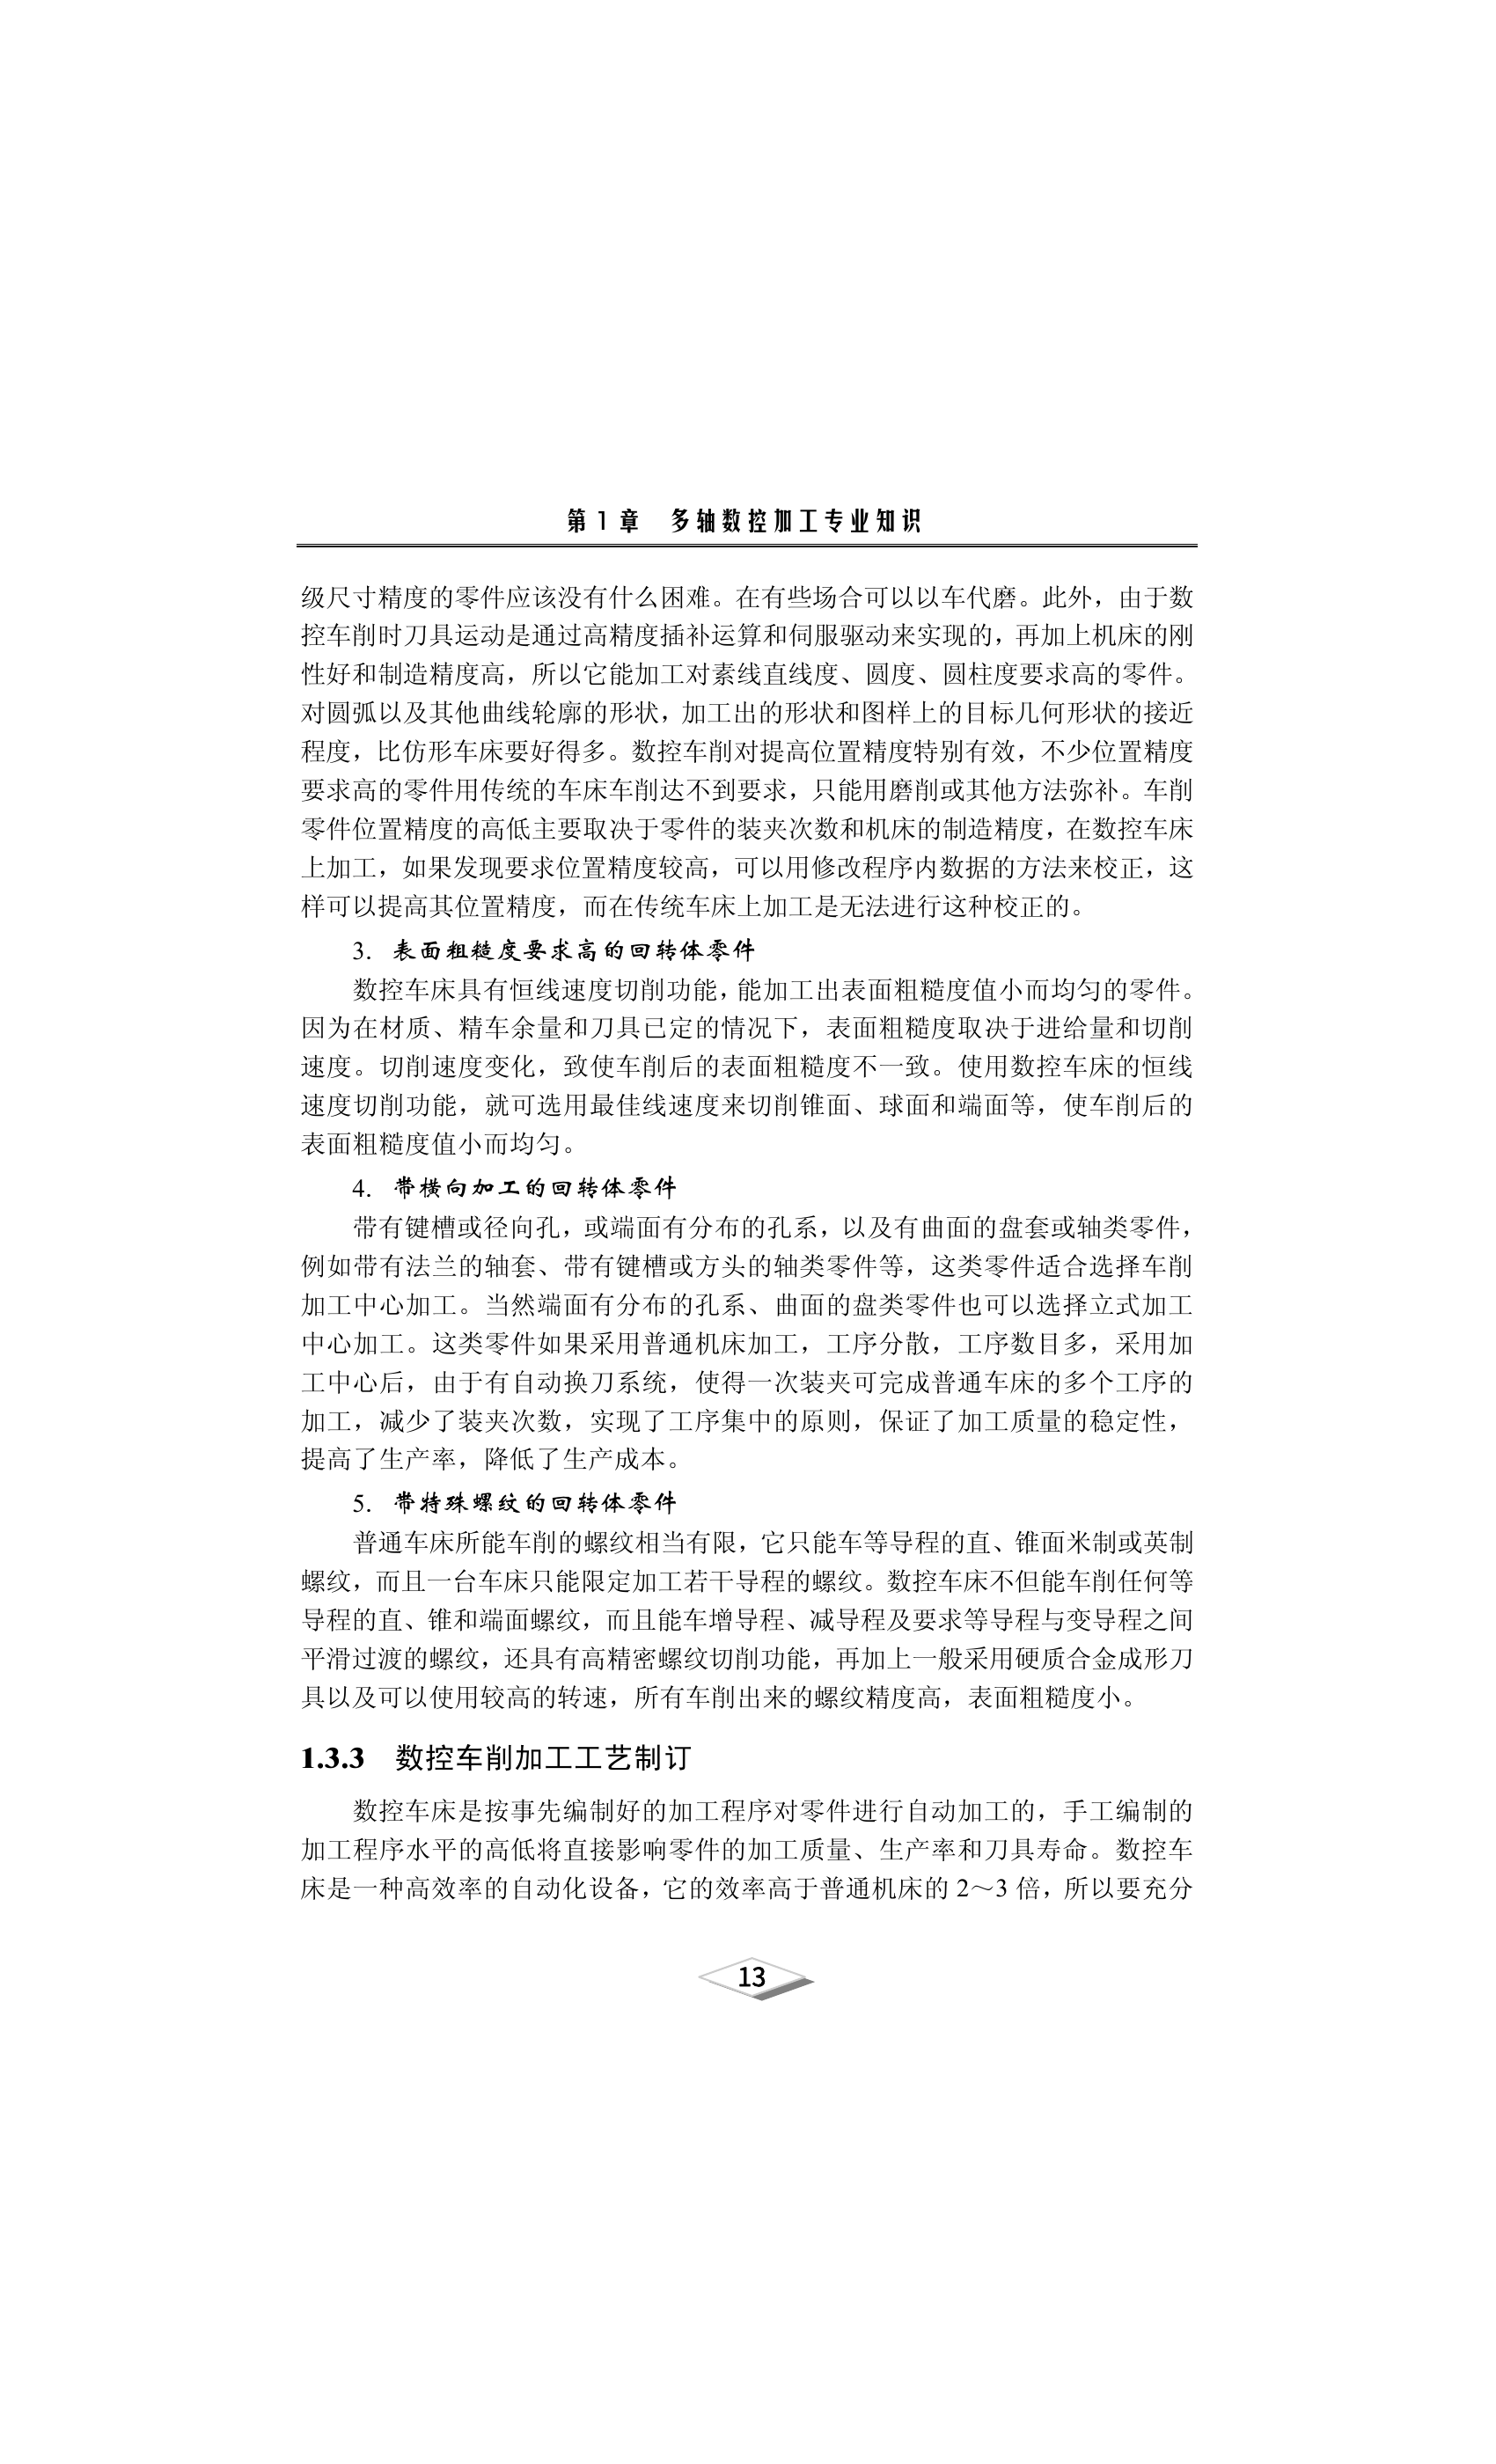 第 1 章　多轴数控加工专业知识
级尺寸精度的零件应该没有什么困难。在有些场合可以以车代磨。此外，由于数
控车削时刀具运动是通过高精度插补运算和伺服驱动来实现的，再加上机床的刚
性好和制造精度高，所以它能加工对素线直线度、圆度、圆柱度要求高的零件。
对圆弧以及其他曲线轮廓的形状，加工出的形状和图样上的目标几何形状的接近
程度，比仿形车床要好得多。数控车削对提高位置精度特别有效，不少位置精度
要求高的零件用传统的车床车削达不到要求，只能用磨削或其他方法弥补。车削
零件位置精度的高低主要取决于零件的装夹次数和机床的制造精度，在数控车床
上加工，如果发现要求位置精度较高，可以用修改程序内数据的方法来校正，这
样可以提高其位置精度，而在传统车床上加工是无法进行这种校正的。
3. 表面粗糙度要求高的回转体零件
数控车床具有恒线速度切削功能，能加工出表面粗糙度值小而均匀的零件。
因为在材质、精车余量和刀具已定的情况下，表面粗糙度取决于进给量和切削
速度。切削速度变化，致使车削后的表面粗糙度不一致。使用数控车床的恒线
速度切削功能，就可选用最佳线速度来切削锥面、球面和端面等，使车削后的
表面粗糙度值小而均匀。
4. 带横向加工的回转体零件
带有键槽或径向孔，或端面有分布的孔系，以及有曲面的盘套或轴类零件，
例如带有法兰的轴套、带有键槽或方头的轴类零件等，这类零件适合选择车削
加工中心加工。当然端面有分布的孔系、曲面的盘类零件也可以选择立式加工
中心加工。这类零件如果采用普通机床加工，工序分散，工序数目多，采用加
工中心后，由于有自动换刀系统，使得一次装夹可完成普通车床的多个工序的
加工，减少了装夹次数，实现了工序集中的原则，保证了加工质量的稳定性，
提高了生产率，降低了生产成本。
5. 带特殊螺纹的回转体零件
普通车床所能车削的螺纹相当有限，它只能车等导程的直、锥面米制或英制
螺纹，而且一台车床只能限定加工若干导程的螺纹。数控车床不但能车削任何等
导程的直、锥和端面螺纹，而且能车增导程、减导程及要求等导程与变导程之间
平滑过渡的螺纹，还具有高精密螺纹切削功能，再加上一般采用硬质合金成形刀
具以及可以使用较高的转速，所有车削出来的螺纹精度高，表面粗糙度小。
1.3.3　数控车削加工工艺制订
数控车床是按事先编制好的加工程序对零件进行自动加工的，手工编制的
加工程序水平的高低将直接影响零件的加工质量、生产率和刀具寿命。数控车
床是一种高效率的自动化设备，它的效率高于普通机床的 2～3 倍，所以要充分
13